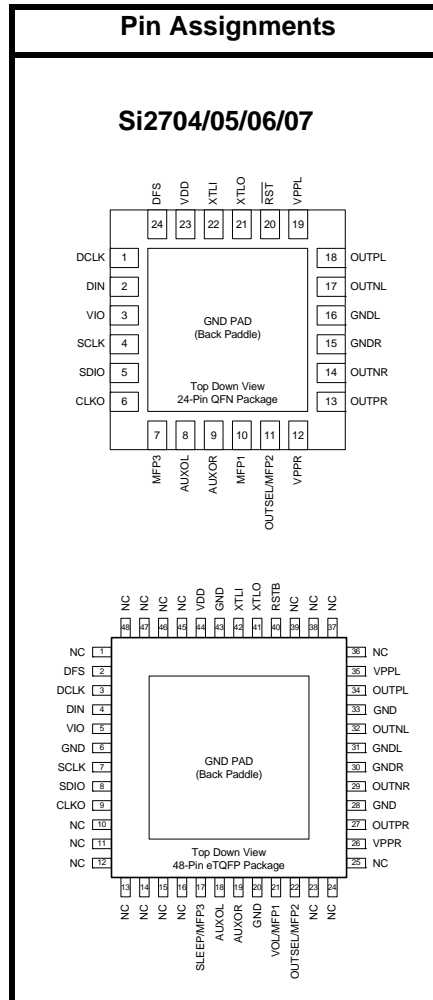 Pin Assignments
Si2704/05/06/07
DFS VDD XTLI XTLO RST VPPL
24 23 22 21 20 19
DCLK 1 18 OUTPL
DIN 2 17 OUTNL
VIO 3 16 GNDL
GND PAD
(Back Paddle)
SCLK 4 15 GNDR
SDIO 5 14 OUTNR
CLKO 6 13 OUTPR
Top Down View
24-Pin QFN Package
7 8 9 10 11 12
MFP3 AUXOL AUXOR MFP1 OUTSEL/MFP2 VPPR
NC NC NC NC VDD GND XTLI XTLO RSTB NC NC NC
48 47 46 45 44 43 42 41 40 39 38 37
NC 1 36 NC
DFS 2 35 VPPL
DCLK 3 34 OUTPL
DIN 4 33 GND
VIO 5 32 OUTNL
GND 6 31 GNDL
GND PAD
(Back Paddle)
SCLK 7 30 GNDR
SDIO 8 29 OUTNR
CLKO 9 28 GND
NC 10 27 OUTPR
NC 11 26 VPPR
NC 12 25 NC
Top Down View
48-Pin eTQFP Package
13 14 15 16 17 18 19 20 21 22 23 24
NC NC NC NC SLEEP/MFP3 AUXOL AUXOR GND VOL/MFP1 OUTSEL/MFP2 NC NC